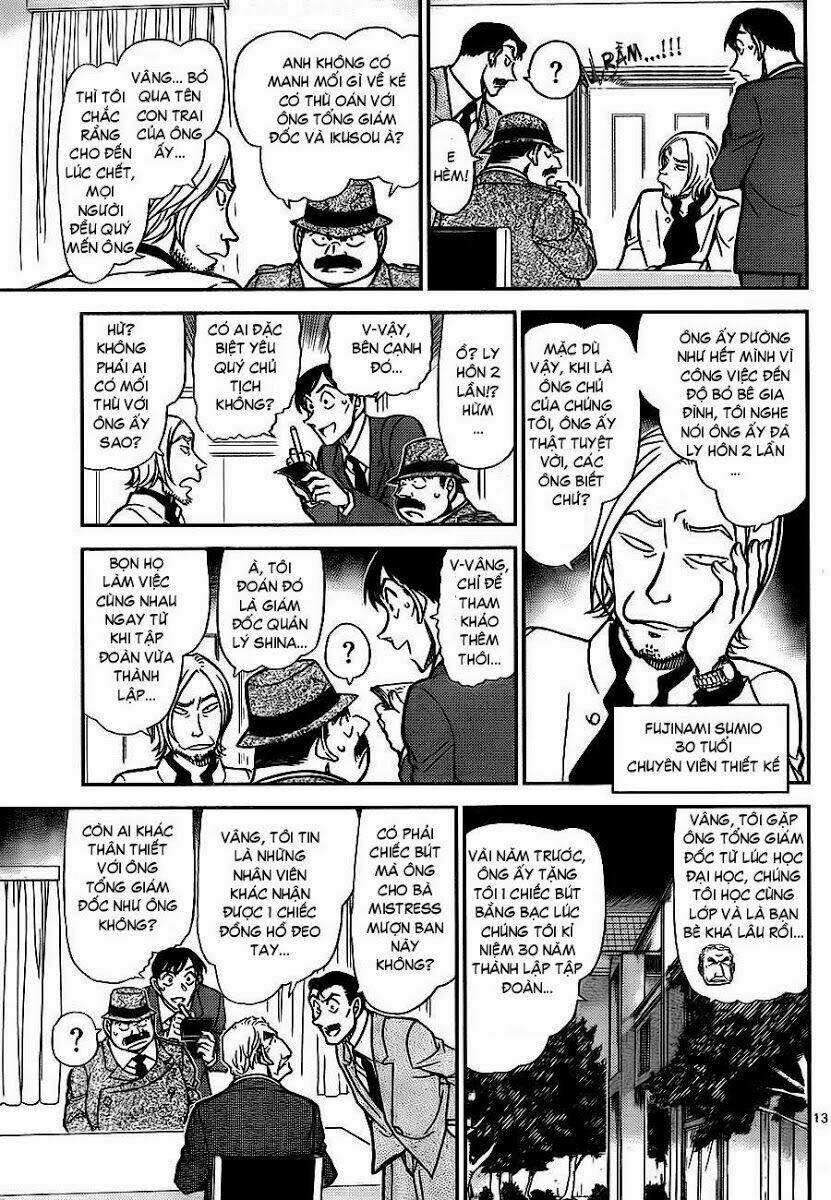 RẦM...!!!
?
E
HÈM!
ANH KHÔNG CÓ
MANH MỐI GÌ VỀ KẺ
CÓ THÙ OÁN VỚI
ÔNG TỔNG GIÁM
ĐỐC VÀ IKUSOU À?
VÂNG... BỎ
QUA TÊN
CON TRAI
CỦA ÔNG
ẤY...
THÌ TÔI
CHẮC
RẰNG
CHO ĐẾN
LÚC CHẾT,
MỌI
NGƯỜI
ĐỀU QUÝ
MẾN ÔNG
ÔNG ẤY DƯỜNG
NHƯ HẾT MÌNH VÌ
CÔNG VIỆC ĐẾN
ĐỘ BỎ BÊ GIA
ĐÌNH, TÔI NGHE
NÓI ÔNG ẤY ĐÃ
LY HÔN 2 LẦN
...
MẶC DÙ
VẬY, KHI LÀ
ÔNG CHỦ
CỦA CHÚNG
TÔI, ÔNG ẤY
THẬT TUYỆT
VỜI, CÁC
ÔNG BIẾT
CHỨ?
FUJINAMI SUMIO
30 TUỔI
CHUYÊN VIÊN THIẾT KẾ
Ồ? LY
HÔN 2
LẦN!?
HỪM
...
V-VẬY,
BÊN CẠNH
ĐÓ...
CÓ AI ĐẶC
BIỆT YÊU
QUÝ CHỦ
TỊCH
KHÔNG?
HỬ?
KHÔNG
PHẢI AI
CÓ MỐI
THÙ VỚI
ÔNG ẤY
SAO?
V-VÂNG,
CHỈ ĐỂ
THAM
KHẢO
THÊM
THÔI...
?
À, TÔI
ĐOÁN ĐÓ
LÀ GIÁM
ĐỐC QUẢN
LÝ SHINA...
BỌN HỌ
LÀM VIỆC
CÙNG NHAU
NGAY TỪ
KHI TẬP
ĐOÀN VỪA
THÀNH
LẬP...
VÂNG, TÔI GẶP
ÔNG TỔNG GIÁM
ĐỐC TỪ LÚC HỌC
ĐẠI HỌC, CHÚNG
TÔI HỌC CÙNG
LỚP VÀ LÀ BẠN
BÈ KHÁ LÂU RỒI...
VÀI NĂM TRƯỚC,
ÔNG ẤY TẶNG
TÔI 1 CHIẾC BÚT
BẰNG BẠC LÚC
CHÚNG TÔI KỈ
NIỆM 30 NĂM
THÀNH LẬP TẬP
ĐOÀN...
CÓ PHẢI
CHIẾC BÚT
MÀ ÔNG
CHO BÀ
MISTRESS
MƯỢN BAN
NÀY
KHÔNG?
VÂNG, TÔI TIN
LÀ NHỮNG
NHÂN VIÊN
KHÁC NHẬN
ĐƯỢC 1 CHIẾC
ĐỒNG HỒ ĐEO
TAY...
CÒN AI KHÁC
THÂN THIẾT
VỚI ÔNG
TỔNG GIÁM
ĐỐC NHƯ ÔNG
KHÔNG?
?
13